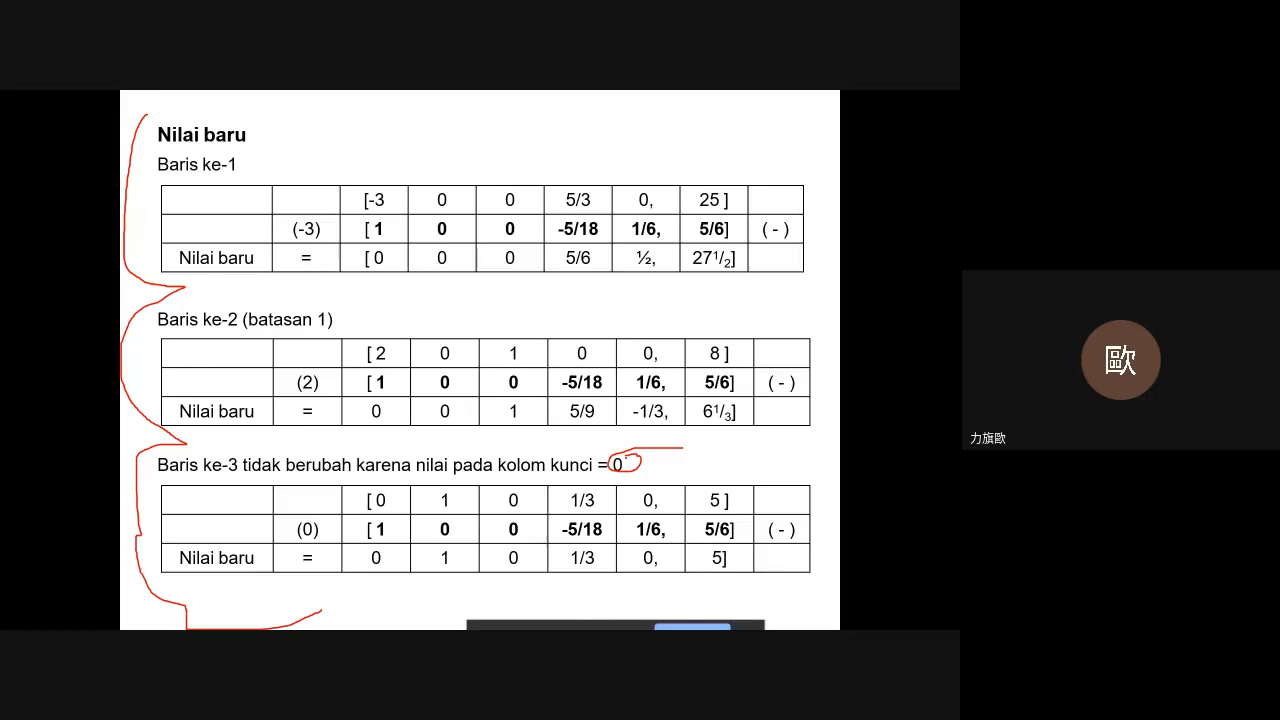 Nilai baru
Baris ke-1
[-3 0 0 5/3 0, 25 ]
(-3) [ 1 0 0 -5/18 1/6, 5/6] ( - )
Nilai baru = [ 0 0 0 5/6 ½, 27¹/₂]
Baris ke-2 (batasan 1)
[ 2 0 1 0 0, 8 ]
(2) [ 1 0 0 -5/18 1/6, 5/6] ( - )
Nilai baru = 0 0 1 5/9 -1/3, 6¹/₃]
Baris ke-3 tidak berubah karena nilai pada kolom kunci = 0
[ 0 1 0 1/3 0, 5 ]
(0) [ 1 0 0 -5/18 1/6, 5/6] ( - )
Nilai baru = 0 1 0 1/3 0, 5]
歐
力旗歐